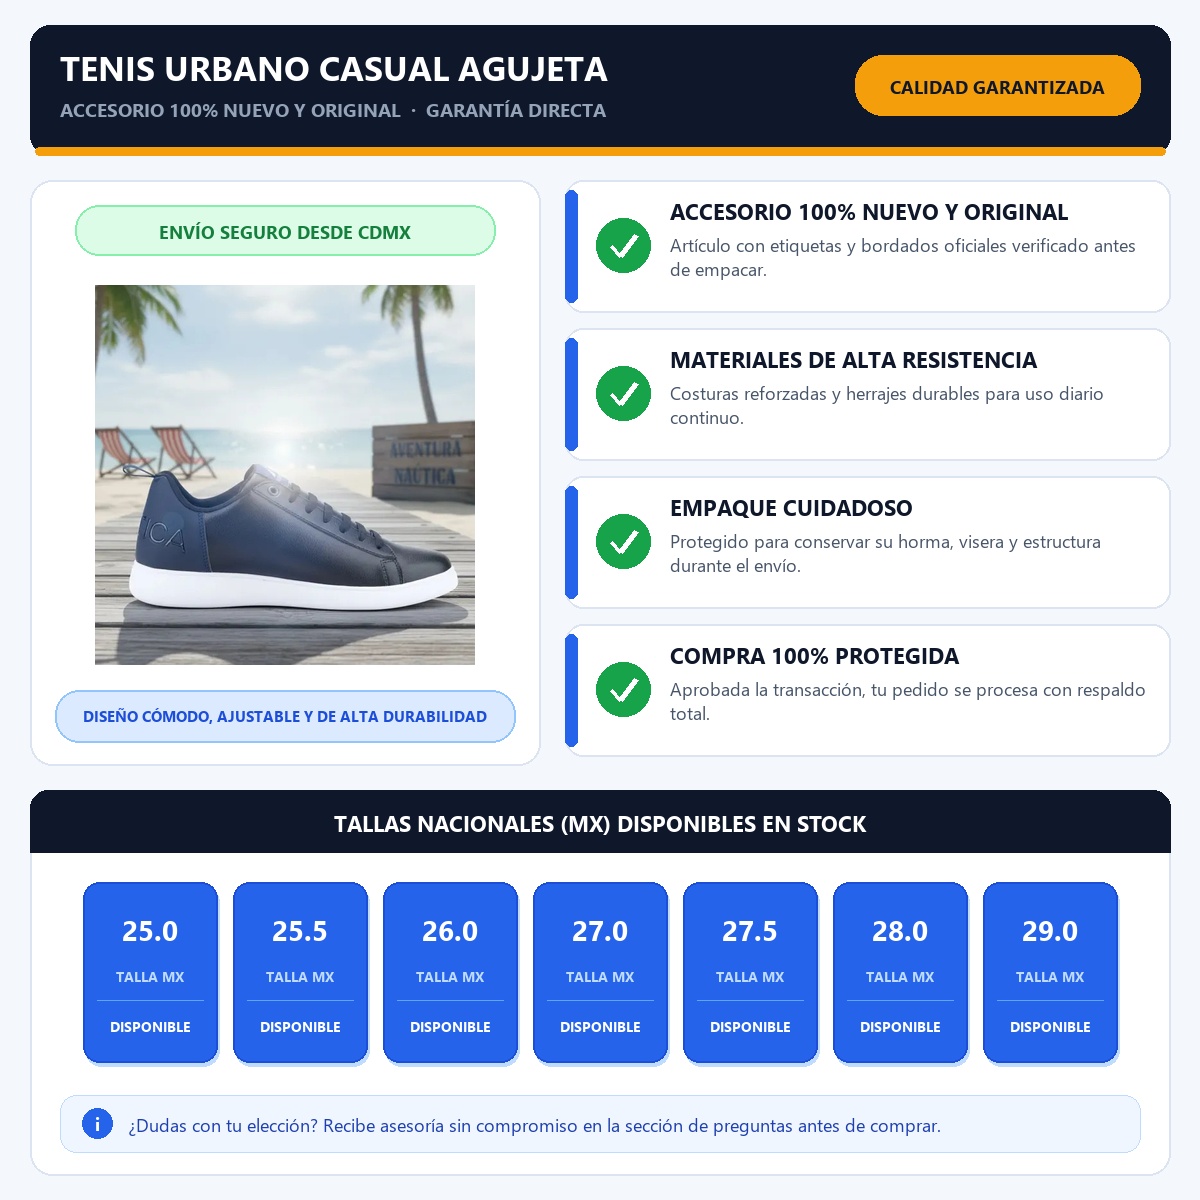 TENIS URBANO CASUAL AGUJETA
ACCESORIO 100% NUEVO Y ORIGINAL · GARANTÍA DIRECTA
CALIDAD GARANTIZADA
ENVÍO SEGURO DESDE CDMX
AVENTURA
NAÚTICA
ICA
DISEÑO CÓMODO, AJUSTABLE Y DE ALTA DURABILIDAD
ACCESORIO 100% NUEVO Y ORIGINAL
Artículo con etiquetas y bordados oficiales verificado antes
de empacar.
MATERIALES DE ALTA RESISTENCIA
Costuras reforzadas y herrajes durables para uso diario
continuo.
EMPAQUE CUIDADOSO
Protegido para conservar su horma, visera y estructura
durante el envío.
COMPRA 100% PROTEGIDA
Aprobada la transacción, tu pedido se procesa con respaldo
total.
TALLAS NACIONALES (MX) DISPONIBLES EN STOCK
25.0
TALLA MX
DISPONIBLE
25.5
TALLA MX
DISPONIBLE
26.0
TALLA MX
DISPONIBLE
27.0
TALLA MX
DISPONIBLE
27.5
TALLA MX
DISPONIBLE
28.0
TALLA MX
DISPONIBLE
29.0
TALLA MX
DISPONIBLE
¿Dudas con tu elección? Recibe asesoría sin compromiso en la sección de preguntas antes de comprar.